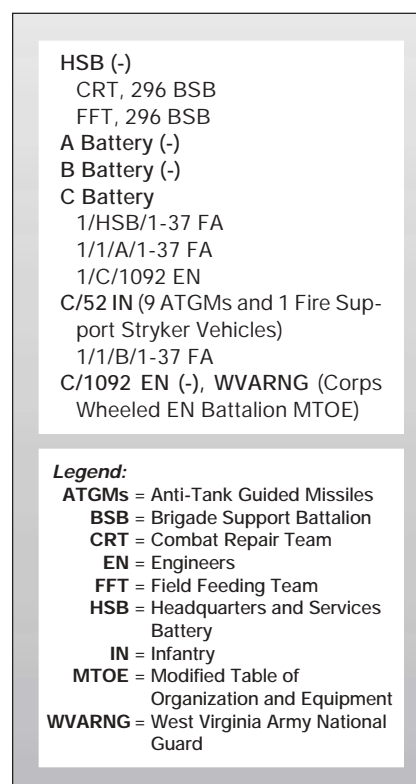 HSB (-)
CRT, 296 BSB
FFT, 296 BSB
A Battery (-)
B Battery (-)
C Battery
1/HSB/1-37 FA
1/1/A/1-37 FA
1/C/1092 EN
C/52 IN (9 ATGMs and 1 Fire Sup-
port Stryker Vehicles)
1/1/B/1-37 FA
C/1092 EN (-), WVARNG (Corps
Wheeled EN Battalion MTOE)
Legend:
ATGMs = Anti-Tank Guided Missiles
BSB = Brigade Support Battalion
CRT = Combat Repair Team
EN = Engineers
FFT = Field Feeding Team
HSB = Headquarters and Services
Battery
IN = Infantry
MTOE = Modified Table of
Organization and Equipment
WVARNG = West Virginia Army National
Guard